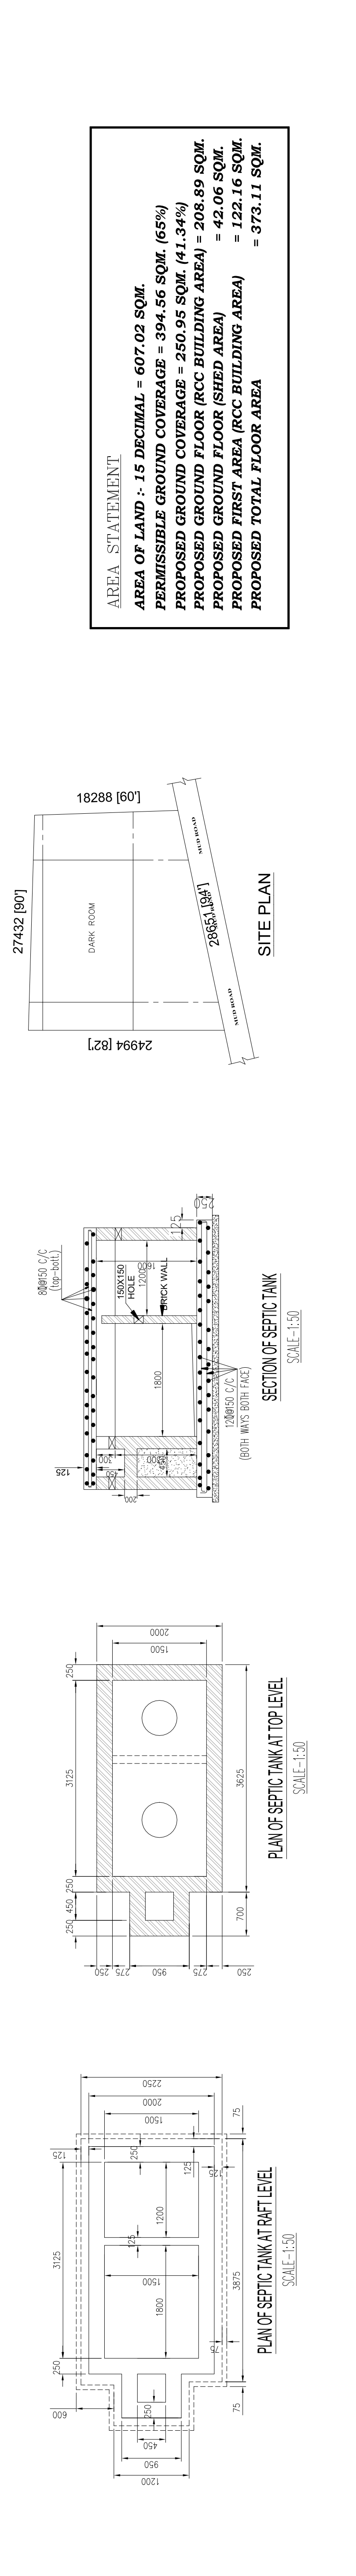 AREA STATEMENT
AREA OF LAND :- 15 DECIMAL = 607.02 SQM.
PERMISSIBLE GROUND COVERAGE = 394.56 SQM. (65%)
PROPOSED GROUND COVERAGE = 250.95 SQM. (41.34%)
PROPOSED GROUND FLOOR (RCC BUILDING AREA) = 208.89 SQM.
PROPOSED GROUND FLOOR (SHED AREA) = 42.06 SQM.
PROPOSED FIRST AREA (RCC BUILDING AREA) = 122.16 SQM.
PROPOSED TOTAL FLOOR AREA = 373.11 SQM.
27432 [90']
18288 [60']
DARK ROOM
24994 [82']
28651 [94']
MUD ROAD
MUD ROAD
SITE PLAN
(top-bott.)
125
450
300
200
450
1800
150X150
HOLE
1200
1600
BRICK WALL
125
250
(BOTH WAYS BOTH FACE)
SECTION OF SEPTIC TANK
SCALE-1:50
250
450
250
3125
250
250
275
950
275
250
1500
2000
700
3625
PLAN OF SEPTIC TANK AT TOP LEVEL
SCALE-1:50
600
250
3125
125
250
125
125
1200
1500
1800
250
450
950
1200
1500
2000
2250
75
125
75
75
3875
PLAN OF SEPTIC TANK AT RAFT LEVEL
SCALE-1:50